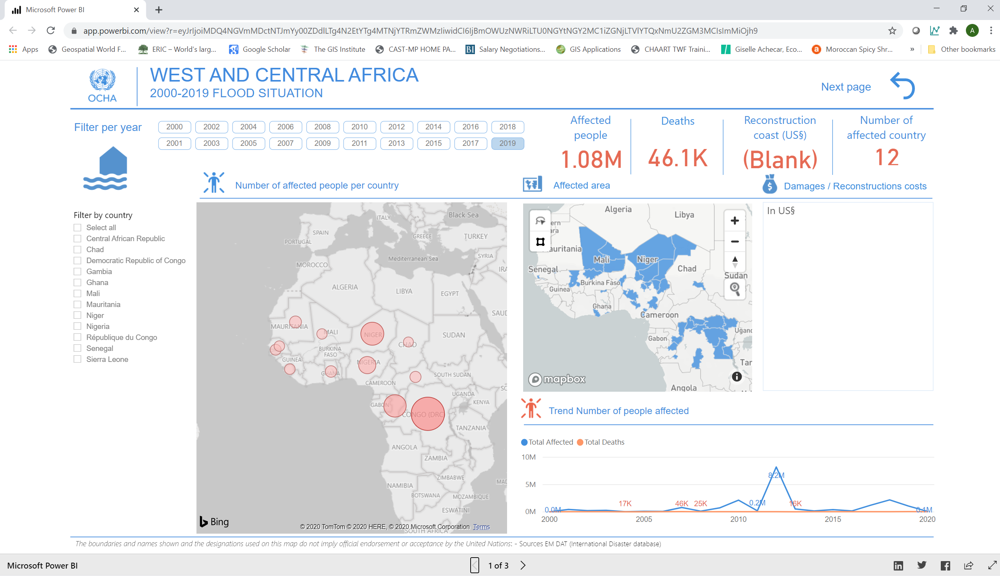 Microsoft Power BI
app.powerbi.com/view?r=eyJrIjoiMDQ4NGVmMDctNTJmYy00ZDdlLTg4N2EtYTg4MTNjYTRmZWMzIiwidCI6IjBmOWUzNWRiLTU0NGYtNGY2MC1iZGNjLTVlYTQxNmU2ZGM3MCIsImMiOjh9
A
Apps Geospatial World F... ERIC – World's larg... Google Scholar The GIS Institute CAST-MP HOME PA... BI Salary Negotiations... GIS Applications CHAART TWF Traini... Giselle Achecar, Eco... a Moroccan Spicy Shr... » Other bookmarks
OCHA
WEST AND CENTRAL AFRICA
2000-2019 FLOOD SITUATION
Next page
Filter per year
2000 2002 2004 2006 2008 2010 2012 2014 2016 2018
2001 2003 2005 2007 2009 2011 2013 2015 2017 2019
Affected people
1.08M
Deaths
46.1K
Reconstruction coast (US§)
(Blank)
Number of affected country
12
Number of affected people per country
Affected area
Damages / Reconstructions costs
Filter by country
Select all
Central African Republic
Chad
Democratic Republic of Congo
Gambia
Ghana
Mali
Mauritania
Niger
Nigeria
République du Congo
Senegal
Sierra Leone
ITALY
Black Sea
SPAIN
PORTUGAL
GREECE
TURKEY
SYRIA
Mediterranean Sea
MOROCCO
IRA
ALGERIA
LIBYA
EGYPT
SAUD
MAURITANIA
MALI
NIGER
SUDAN
CHAD
BURKINA
FASO
GUINEA
NIGERIA
GHANA
SOUTH SUDAN
CAMEROON
SO
UGANDA
KENYA
GABON
CONGO (DRC)
TANZANIA
ANGOLA
ZAMBIA
ZIMBABWE
MAD
NAMIBIA
BOTSWANA
MOZAMBIQUE
ESWATINI
SOUTH AFRICA
Bing
© 2020 TomTom © 2020 HERE, © 2020 Microsoft Corporation Terms
Algeria
Libya
ern
ara
auritania
Mali
Niger
Chad
Senegal
Sudan
Burkina Faso
Guinea
Ghana
Cameroon
Ugand
Gabon
Tan
Angola
mapbox
In US§
Trend Number of people affected
Total Affected Total Deaths
10M
5M
0M
8.2M
0.0M
17K
46K
25K
0.2M
16K
0.1M
2000 2005 2010 2015 2020
The boundaries and names shown and the designations used on this map do not imply official endorsement or acceptance by the United Nations: - Sources EM DAT (International Disaster database)
Microsoft Power BI
1 of 3